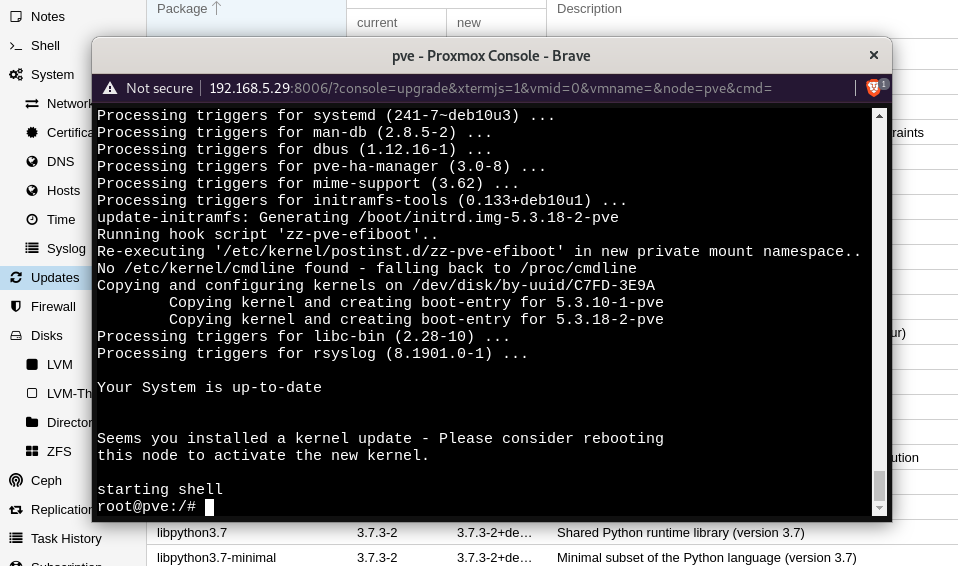 Package ↑
Description
current
new
Notes
>_ Shell
System
Network
Certifica
DNS
Hosts
Time
Syslog
Updates
Firewall
Disks
LVM
LVM-Th
Director
ZFS
Ceph
Replication
Task History
Subscription
pve - Proxmox Console - Brave ×
Not secure | 192.168.5.29:8006/?console=upgrade&xtermjs=1&vmid=0&vmname=&node=pve&cmd= 1
Processing triggers for systemd (241-7~deb10u3) ...
Processing triggers for man-db (2.8.5-2) ...
Processing triggers for dbus (1.12.16-1) ...
Processing triggers for pve-ha-manager (3.0-8) ...
Processing triggers for mime-support (3.62) ...
Processing triggers for initramfs-tools (0.133+deb10u1) ...
update-initramfs: Generating /boot/initrd.img-5.3.18-2-pve
Running hook script 'zz-pve-efiboot'..
Re-executing '/etc/kernel/postinst.d/zz-pve-efiboot' in new private mount namespace..
No /etc/kernel/cmdline found - falling back to /proc/cmdline
Copying and configuring kernels on /dev/disk/by-uuid/C7FD-3E9A
Copying kernel and creating boot-entry for 5.3.10-1-pve
Copying kernel and creating boot-entry for 5.3.18-2-pve
Processing triggers for libc-bin (2.28-10) ...
Processing triggers for rsyslog (8.1901.0-1) ...
Your System is up-to-date
Seems you installed a kernel update - Please consider rebooting
this node to activate the new kernel.
starting shell
root@pve:/#
raints
ur)
ution
libpython3.7 3.7.3-2 3.7.3-2+de... Shared Python runtime library (version 3.7)
libpython3.7-minimal 3.7.3-2 3.7.3-2+de... Minimal subset of the Python language (version 3.7)